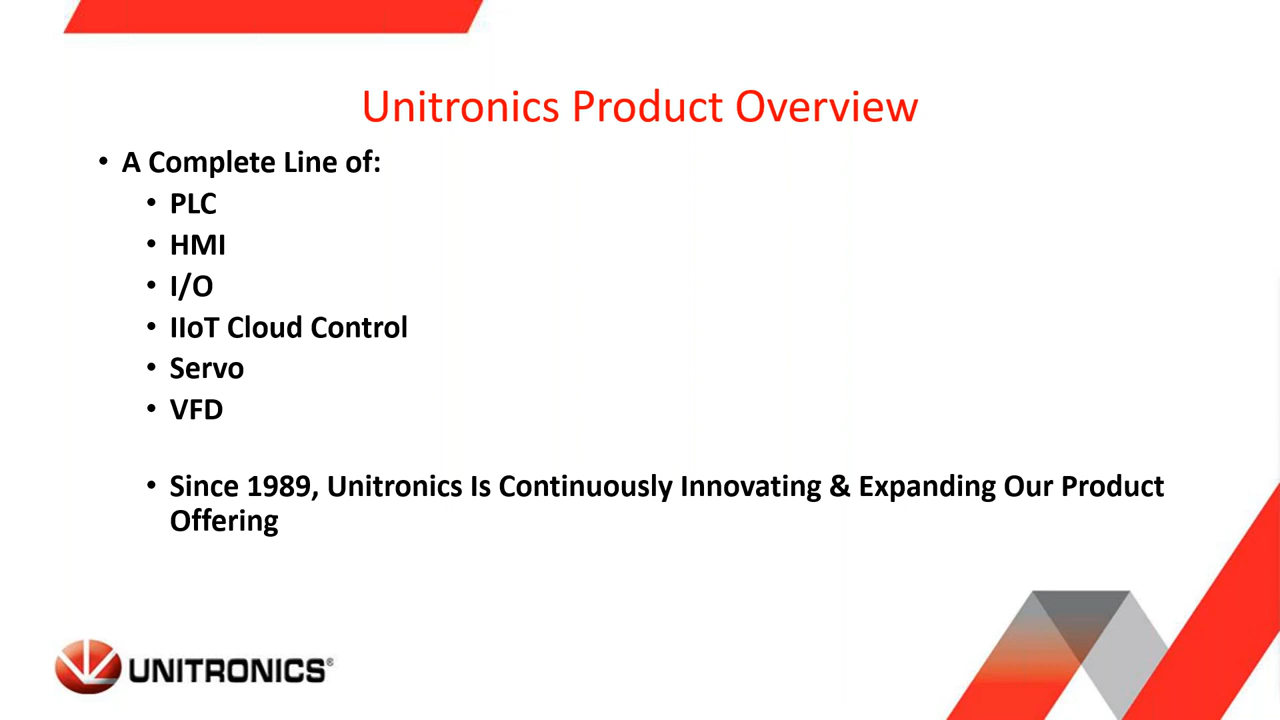 Unitronics Product Overview
• A Complete Line of:
• PLC
• HMI
• I/O
• IIoT Cloud Control
• Servo
• VFD
• Since 1989, Unitronics Is Continuously Innovating & Expanding Our Product
Offering
UNITRONICS®